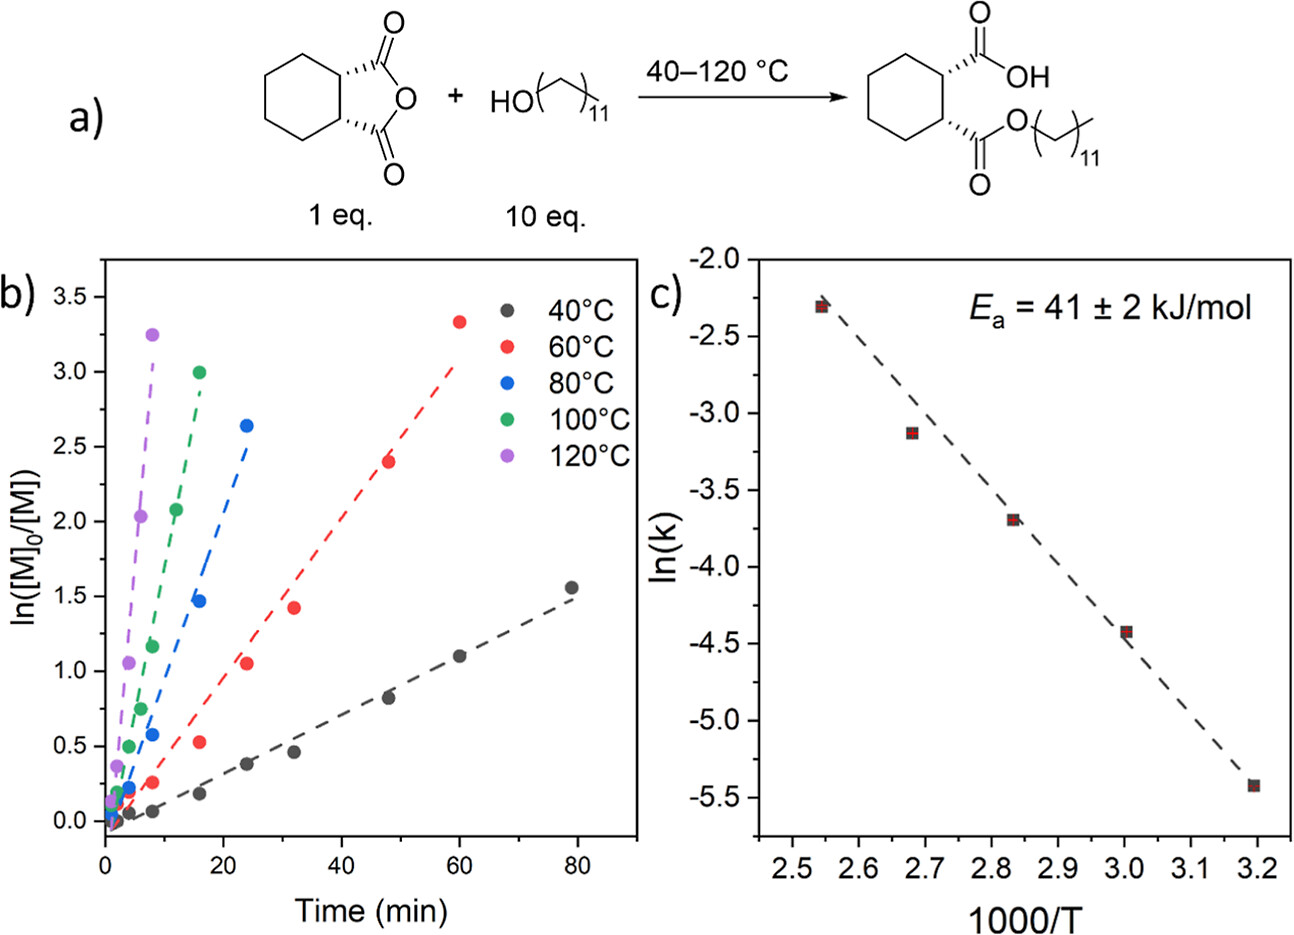 a)
O
O
O
+
HO
11
40–120 °C
O
OH
O
O
11
1 eq.
10 eq.
b)
ln([M]0/[M])
3.5
3.0
2.5
2.0
1.5
1.0
0.5
0.0
0
20
40
60
80
Time (min)
40°C
60°C
80°C
100°C
120°C
c)
ln(k)
-2.0
-2.5
-3.0
-3.5
-4.0
-4.5
-5.0
-5.5
2.5
2.6
2.7
2.8
2.9
3.0
3.1
3.2
1000/T
Ea = 41 ± 2 kJ/mol